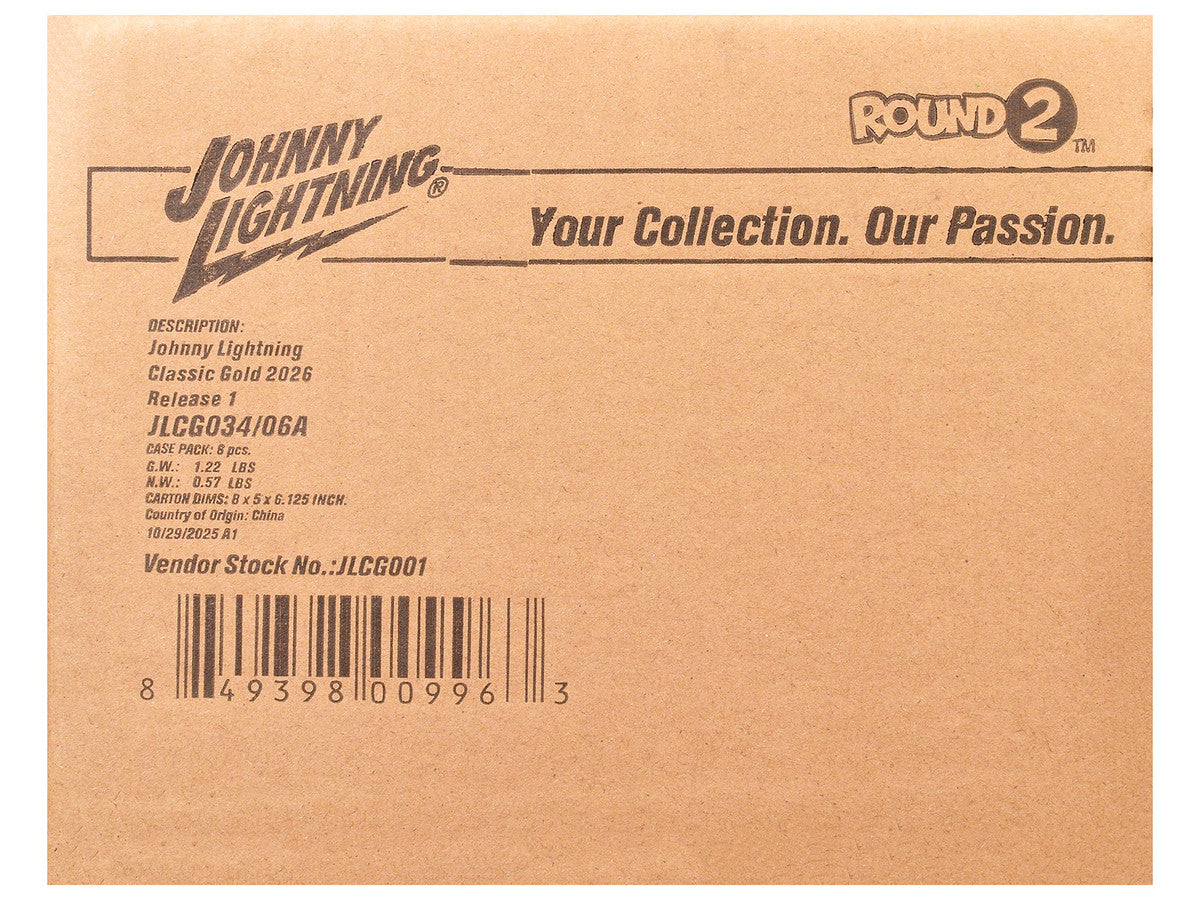 ROUND 2 TM
JOHNNY
LIGHTNING®
Your Collection. Our Passion.
DESCRIPTION:
Johnny Lightning
Classic Gold 2026
Release 1
JLCG034/06A
CASE PACK: 6 pcs.
G.W.: 1.22 LBS
N.W.: 0.57 LBS
CARTON DIMS: 8 x 5 x 6.125 INCH.
Country of Origin: China
10/29/2025 A1
Vendor Stock No.:JLCG001
8 49398 00996 3